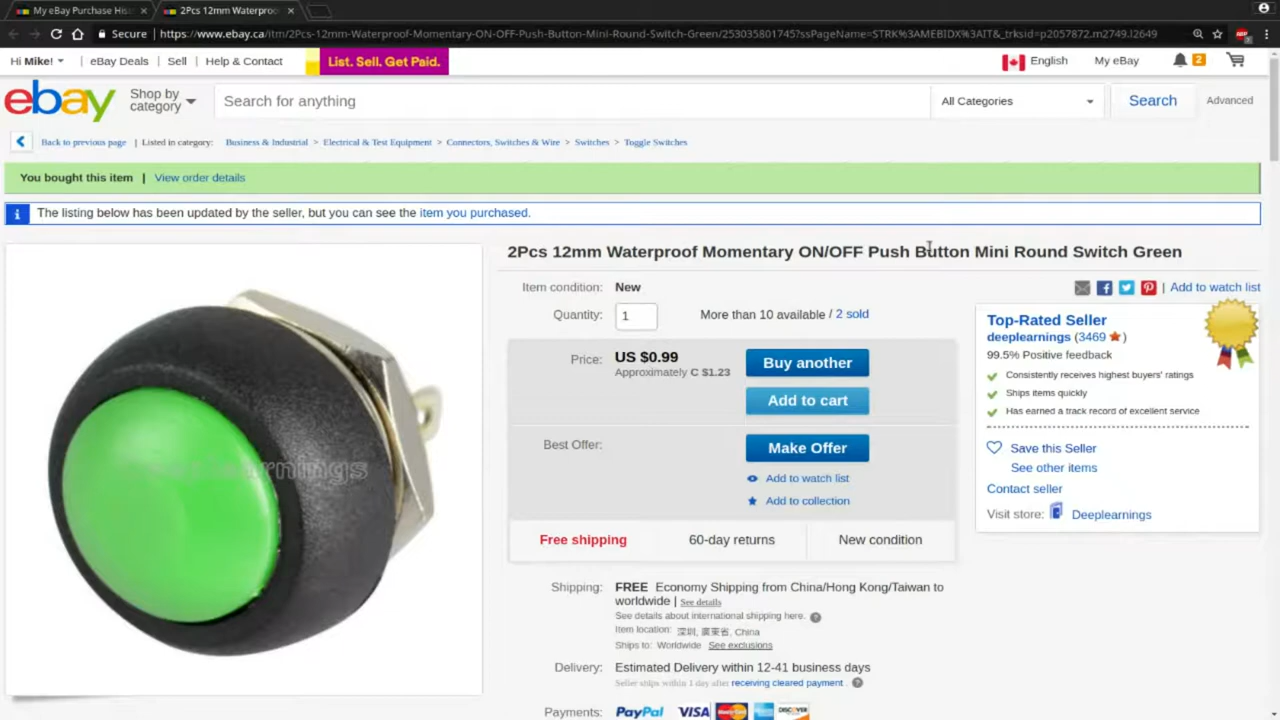 My eBay Purchase His
2Pcs 12mm Waterproo
Secure | https://www.ebay.ca/itm/2Pcs-12mm-Waterproof-Momentary-ON-OFF-Push-Button-Mini-Round-Switch-Green/253035801745?ssPageName=STRK%3AMEBIDX%3AIT&_trksid=p2057872.m2749.l2649
Hi Mike! | eBay Deals | Sell | Help & Contact List. Sell. Get Paid. English My eBay 2
ebay Shop by category Search for anything All Categories Search Advanced
Back to previous page | Listed in category: Business & Industrial > Electrical & Test Equipment > Connectors, Switches & Wire > Switches > Toggle Switches
You bought this item | View order details
i The listing below has been updated by the seller, but you can see the item you purchased.
2Pcs 12mm Waterproof Momentary ON/OFF Push Button Mini Round Switch Green
Item condition: New
| Add to watch list
Quantity: 1 More than 10 available / 2 sold
Price: US $0.99 Buy another
Approximately C $1.23
Add to cart
Best Offer: Make Offer
Add to watch list
Add to collection
Free shipping 60-day returns New condition
Shipping: FREE Economy Shipping from China/Hong Kong/Taiwan to
worldwide | See details
See details about international shipping here.
Item location: 深圳, 廣東省, China
Ships to: Worldwide See exclusions
Delivery: Estimated Delivery within 12-41 business days
Seller ships within 1 day after receiving cleared payment.
Payments: PayPal VISA MasterCard DISCOVER
Top-Rated Seller
deeplearnings (3469 )
99.5% Positive feedback
Consistently receives highest buyers' ratings
Ships items quickly
Has earned a track record of excellent service
Save this Seller
See other items
Contact seller
Visit store: Deeplearnings